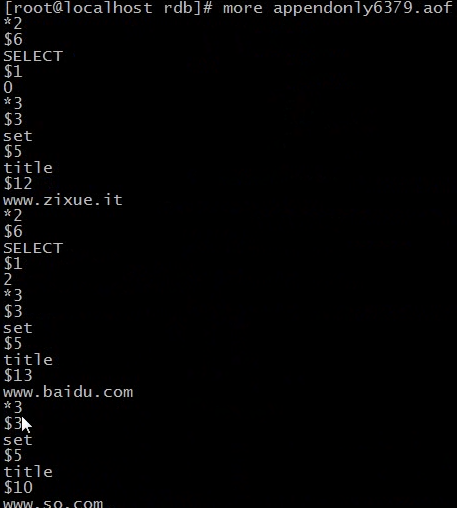 [root@localhost rdb]# more appendonly6379.aof
*2
$6
SELECT
$1
0
*3
$3
set
$5
title
$12
www.zixue.it
*2
$6
SELECT
$1
2
*3
$3
set
$5
title
$13
www.baidu.com
*3
$3
set
$5
title
$10
www.so.com